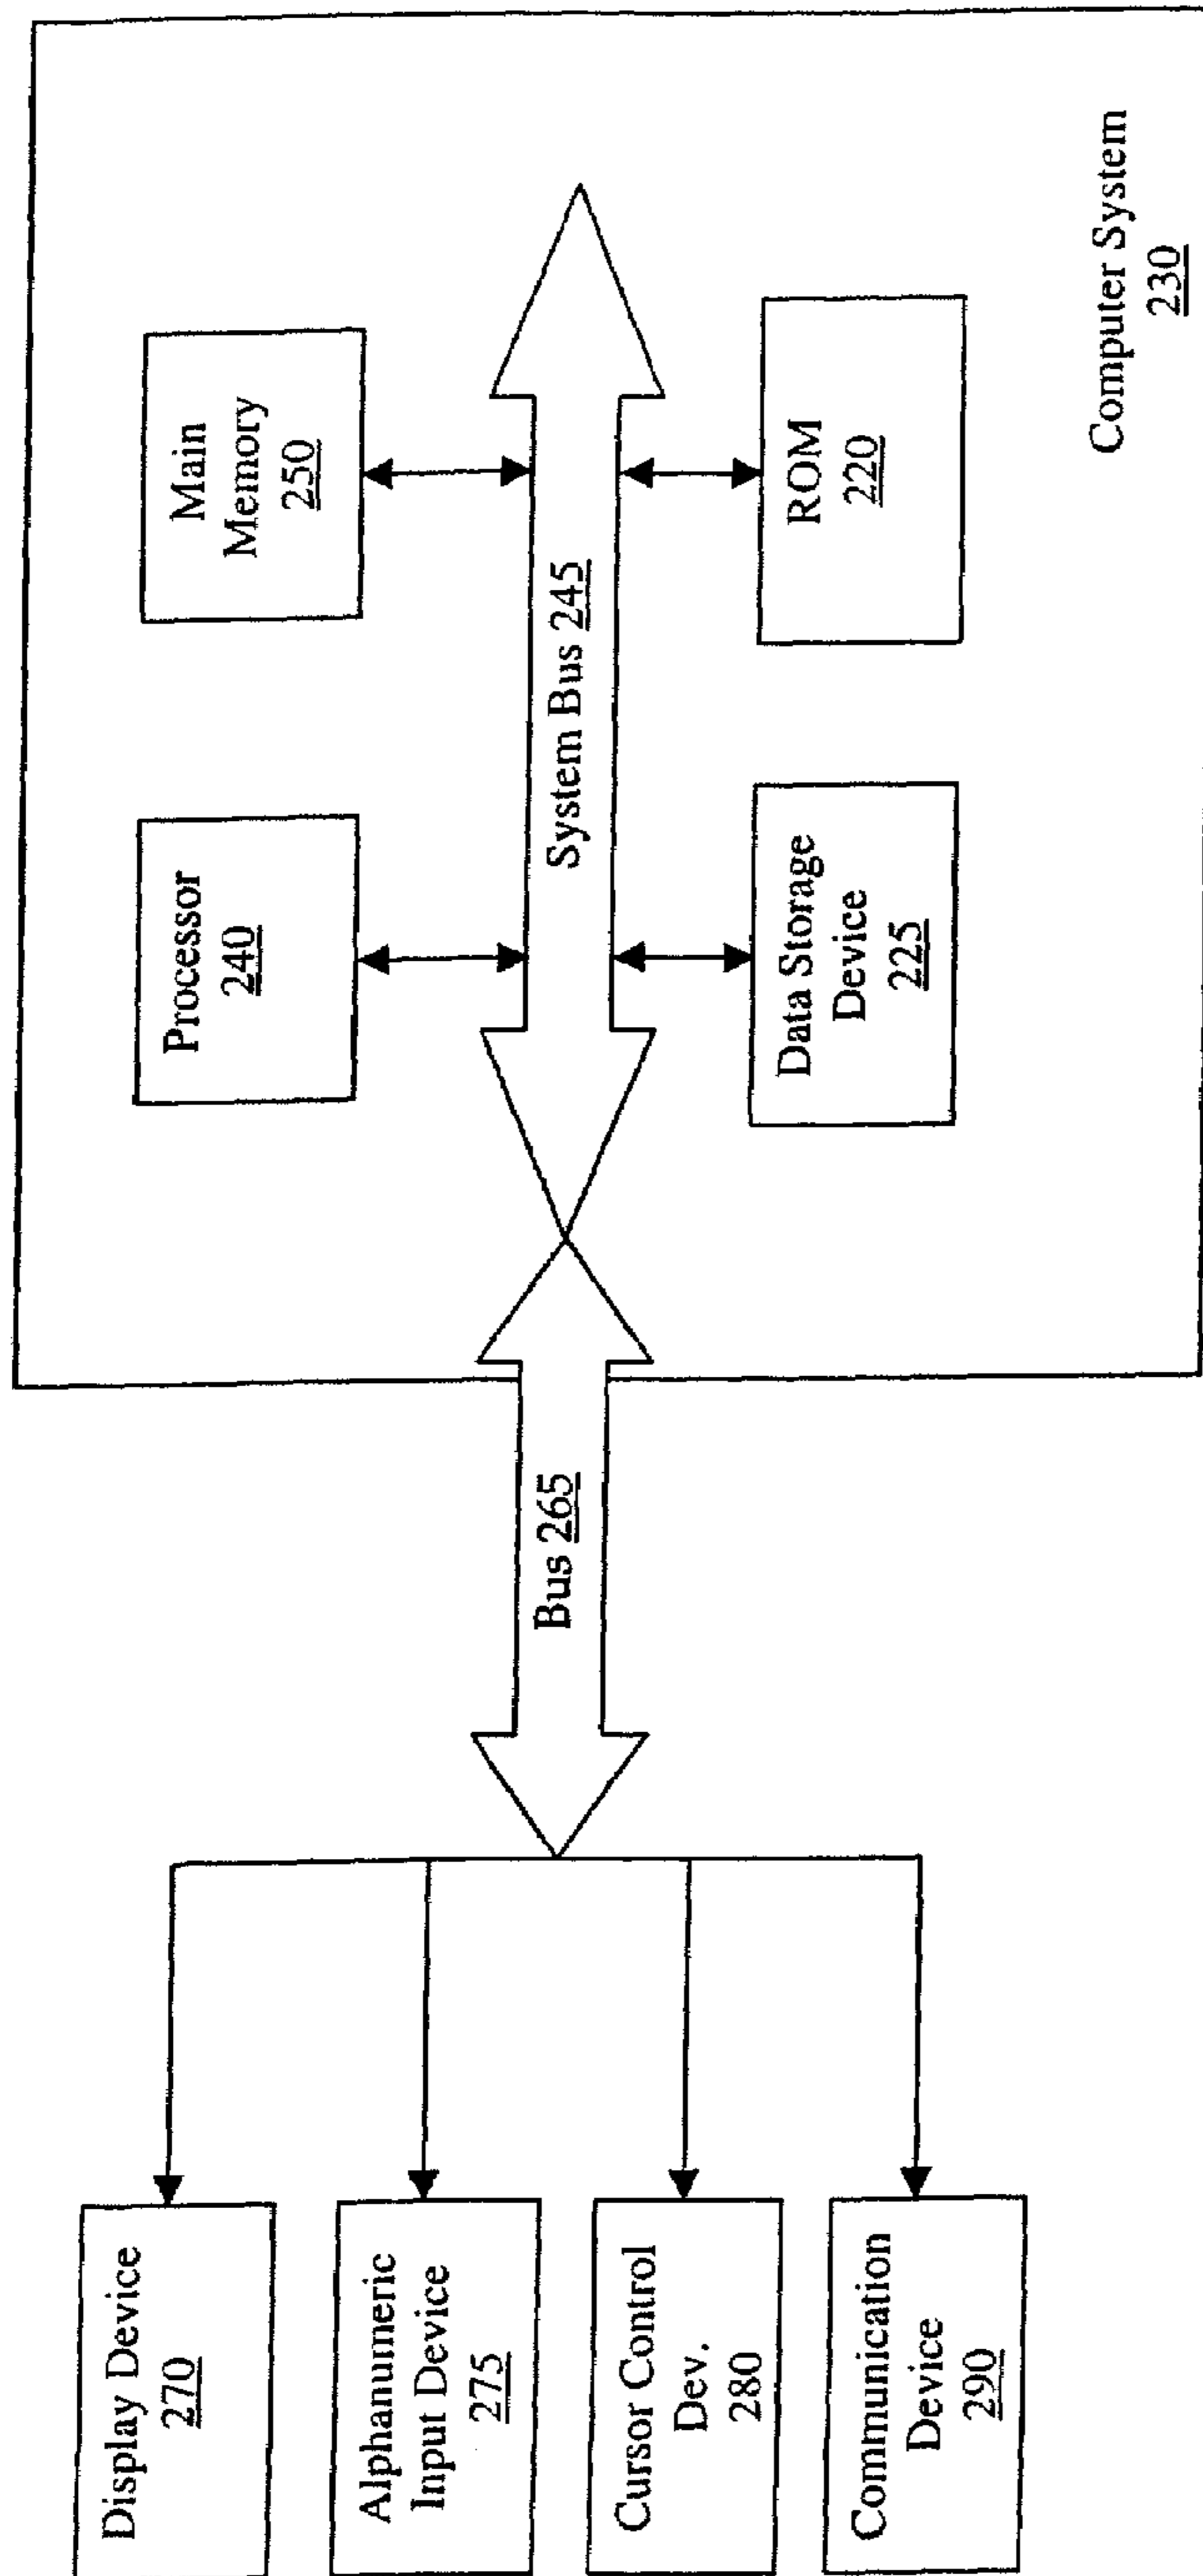 Display Device
270
Alphanumeric
Input Device
275
Cursor Control
Dev.
280
Communication
Device
290
Bus 265
Processor
240
Main
Memory
250
System Bus 245
Data Storage
Device
225
ROM
220
Computer System
230